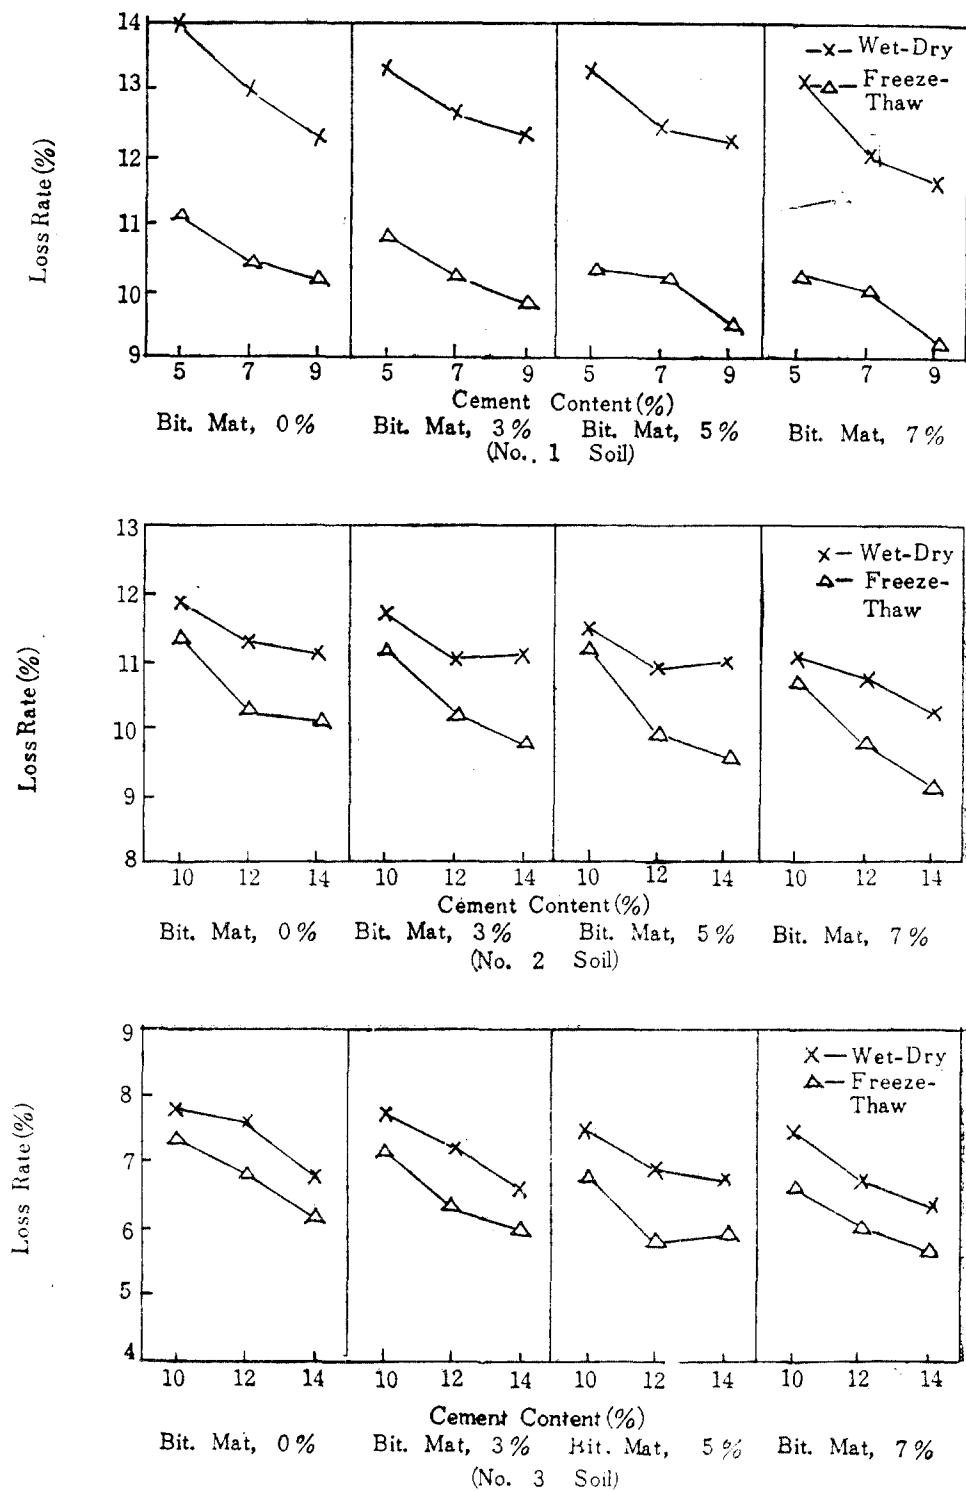 14
13
12
11
10
9
Loss Rate (%)
—x— Wet-Dry
—△— Freeze-
Thaw
5 7 9 5 7 9 5 7 9 5 7 9
Cement Content (%)
Bit. Mat, 0% Bit. Mat, 3% Bit. Mat, 5% Bit. Mat, 7%
(No. 1 Soil)
13
12
11
10
9
8
Loss Rate (%)
x— Wet-Dry
△— Freeze-
Thaw
10 12 14 10 12 14 10 12 14 10 12 14
Cement Content (%)
Bit. Mat, 0% Bit. Mat, 3% Bit. Mat, 5% Bit. Mat, 7%
(No. 2 Soil)
9
8
7
6
5
4
Loss Rate (%)
x— Wet-Dry
△— Freeze-
Thaw
10 12 14 10 12 14 10 12 14 10 12 14
Cement Content (%)
Bit. Mat, 0% Bit. Mat, 3% Bit. Mat, 5% Bit. Mat, 7%
(No. 3 Soil)